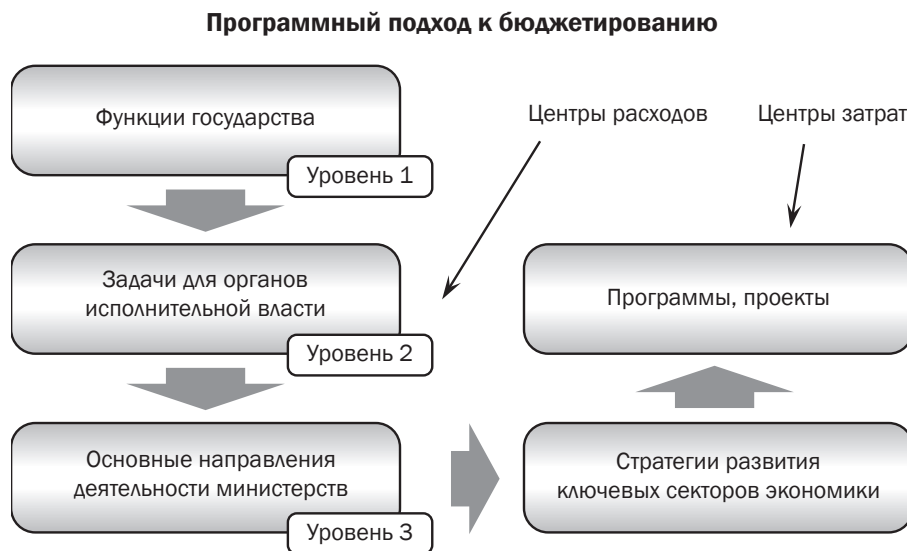 Программный подход к бюджетированию
Функции государства
Уровень 1
Центры расходов
Центры затрат
Задачи для органов
исполнительной власти
Уровень 2
Программы, проекты
Основные направления
деятельности министерств
Уровень 3
Стратегии развития
ключевых секторов экономики